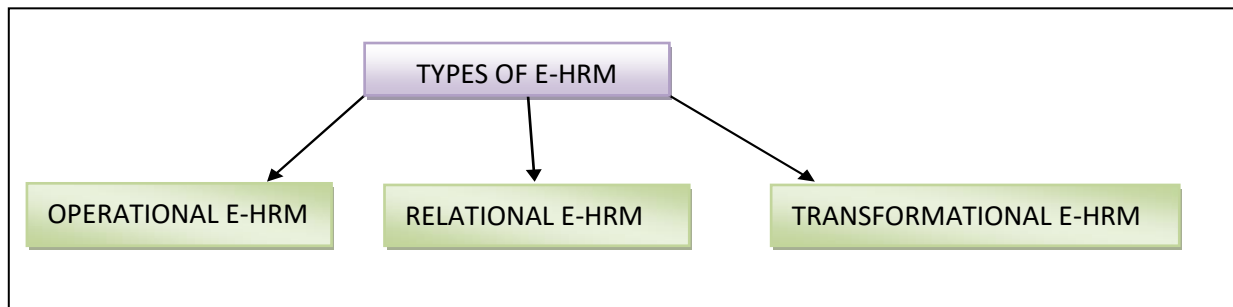 TYPES OF E-HRM
OPERATIONAL E-HRM
RELATIONAL E-HRM
TRANSFORMATIONAL E-HRM